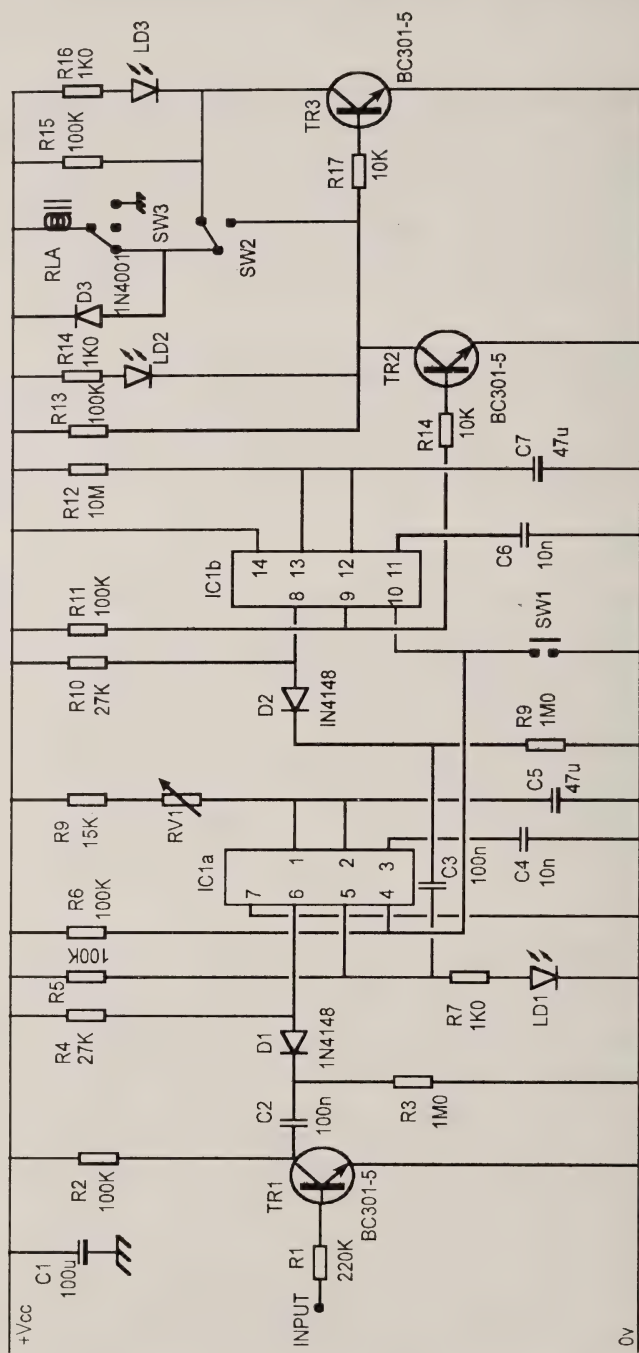 +Vcc
C1
100u
R2
100K
INPUT
R1
220K
TR1
BC301-5
C2
100n
R3
1M0
D1
1N4148
R4
27K
R5
100K
R6
100K
R7
1K0
LD1
IC1a
7
6
5
4
1
2
3
R9
15K
RV1
C3
100n
C4
10n
C5
47u
R9
1M0
D2
IN4148
R10
27K
R11
100K
SW1
IC1b
8
9
10
14
13
12
11
C6
10n
C7
47u
R12
10M
R13
100K
R14
10K
TR2
BC301-5
R14
1K0
LD2
D3
1N4001
RLA
SW3
SW2
R15
100K
R16
1K0
LD3
R17
10K
TR3
BC301-5
0v